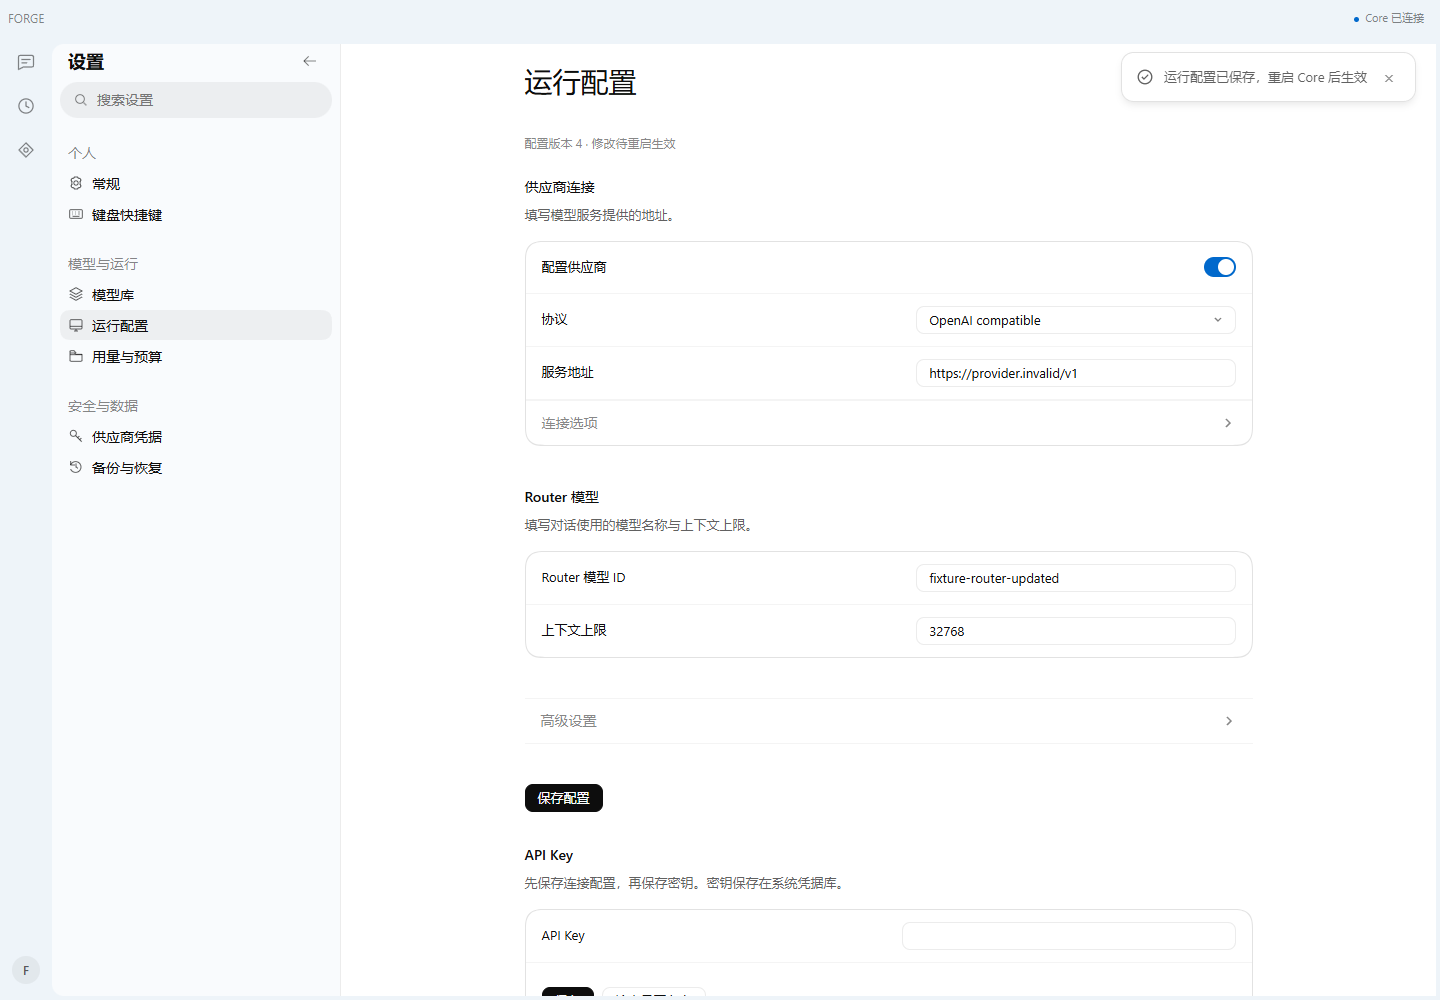 FORGE
Core 已连接
设置
搜索设置
个人
常规
键盘快捷键
模型与运行
模型库
运行配置
用量与预算
安全与数据
供应商凭据
备份与恢复
F
运行配置
运行配置已保存，重启 Core 后生效
配置版本 4 · 修改待重启生效
供应商连接
填写模型服务提供的地址。
配置供应商
协议
OpenAI compatible
服务地址
https://provider.invalid/v1
连接选项
Router 模型
填写对话使用的模型名称与上下文上限。
Router 模型 ID
fixture-router-updated
上下文上限
32768
高级设置
保存配置
API Key
先保存连接配置，再保存密钥。密钥保存在系统凭据库。
API Key